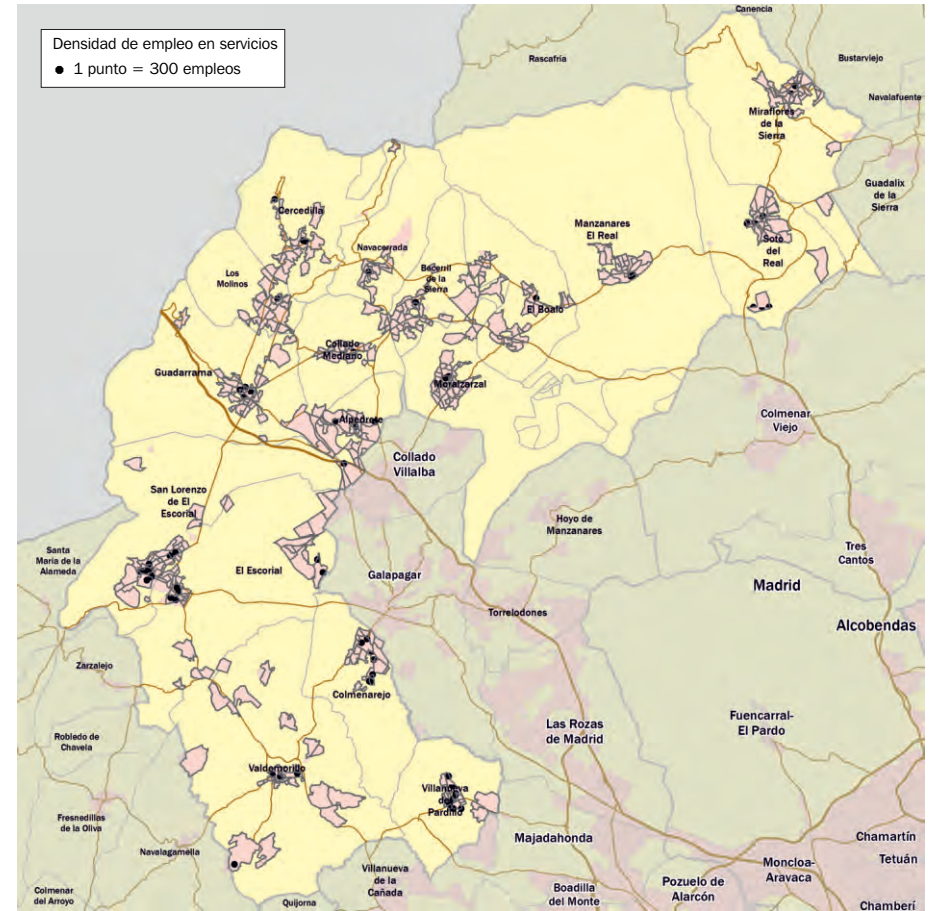 Densidad de empleo en servicios
1 punto = 300 empleos
Canencia
Rascafría
Bustarviejo
Navalafuente
Miraflores
de la
Sierra
Guadalix
de la
Sierra
Cercedilla
Manzanares
El Real
Soto
del
Real
Navacerrada
Los
Molinos
Becerril
de la
Sierra
El Boalo
Collado
Mediano
Guadarrama
Moralzarzal
Colmenar
Viejo
Alpedrete
Collado
Villalba
San Lorenzo
de El
Escorial
Hoyo de
Manzanares
Santa
María de la
Alameda
El Escorial
Galapagar
Tres
Cantos
Madrid
Torrelodones
Alcobendas
Zarzalejo
Colmenarejo
Las Rozas
de Madrid
Fuencarral-
El Pardo
Robledo de
Chavela
Valdemorillo
Villanueva
del
Pardillo
Fresnedillas
de la Oliva
Navalagamella
Majadahonda
Chamartín
Tetuán
Moncloa-
Aravaca
Villanueva
de la
Cañada
Pozuelo de
Alarcón
Boadilla
del Monte
Colmenar
del Arroyo
Quijorna
Chamberí